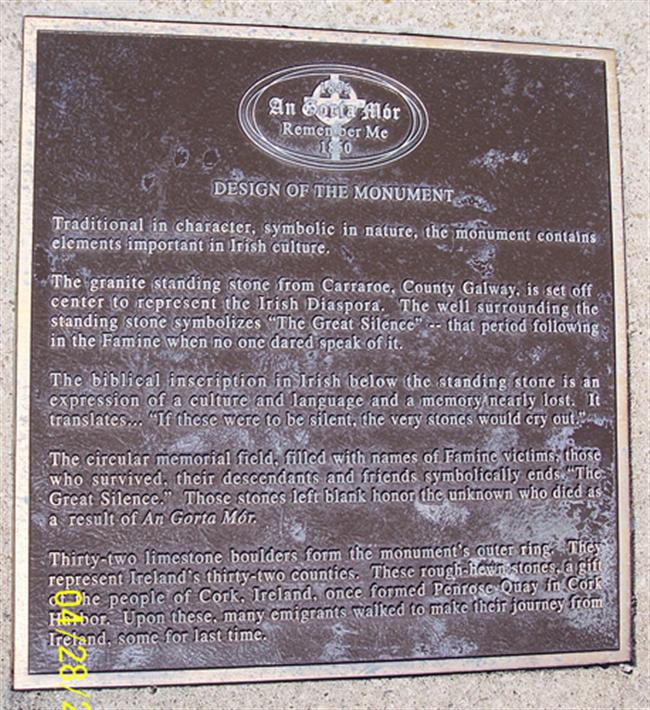 1845
An Gorta Mór
Remember Me
1850
DESIGN OF THE MONUMENT
Traditional in character, symbolic in nature, the monument contains
elements important in Irish culture.
The granite standing stone from Carraroe, County Galway, is set off
center to represent the Irish Diaspora. The well surrounding the
standing stone symbolizes "The Great Silence" -- that period following
in the Famine when no one dared speak of it.
The biblical inscription in Irish below the standing stone is an
expression of a culture and language and a memory nearly lost. It
translates... "If these were to be silent, the very stones would cry out."
The circular memorial field, filled with names of Famine victims, those
who survived, their descendants and friends symbolically ends "The
Great Silence." Those stones left blank honor the unknown who died as
a result of An Gorta Mór.
Thirty-two limestone boulders form the monument's outer ring. They
represent Ireland's thirty-two counties. These rough-hewn stones, a gift
of the people of Cork, Ireland, once formed Penrose Quay in Cork
Harbor. Upon these, many emigrants walked to make their journey from
Ireland, some for last time.
04/28/2